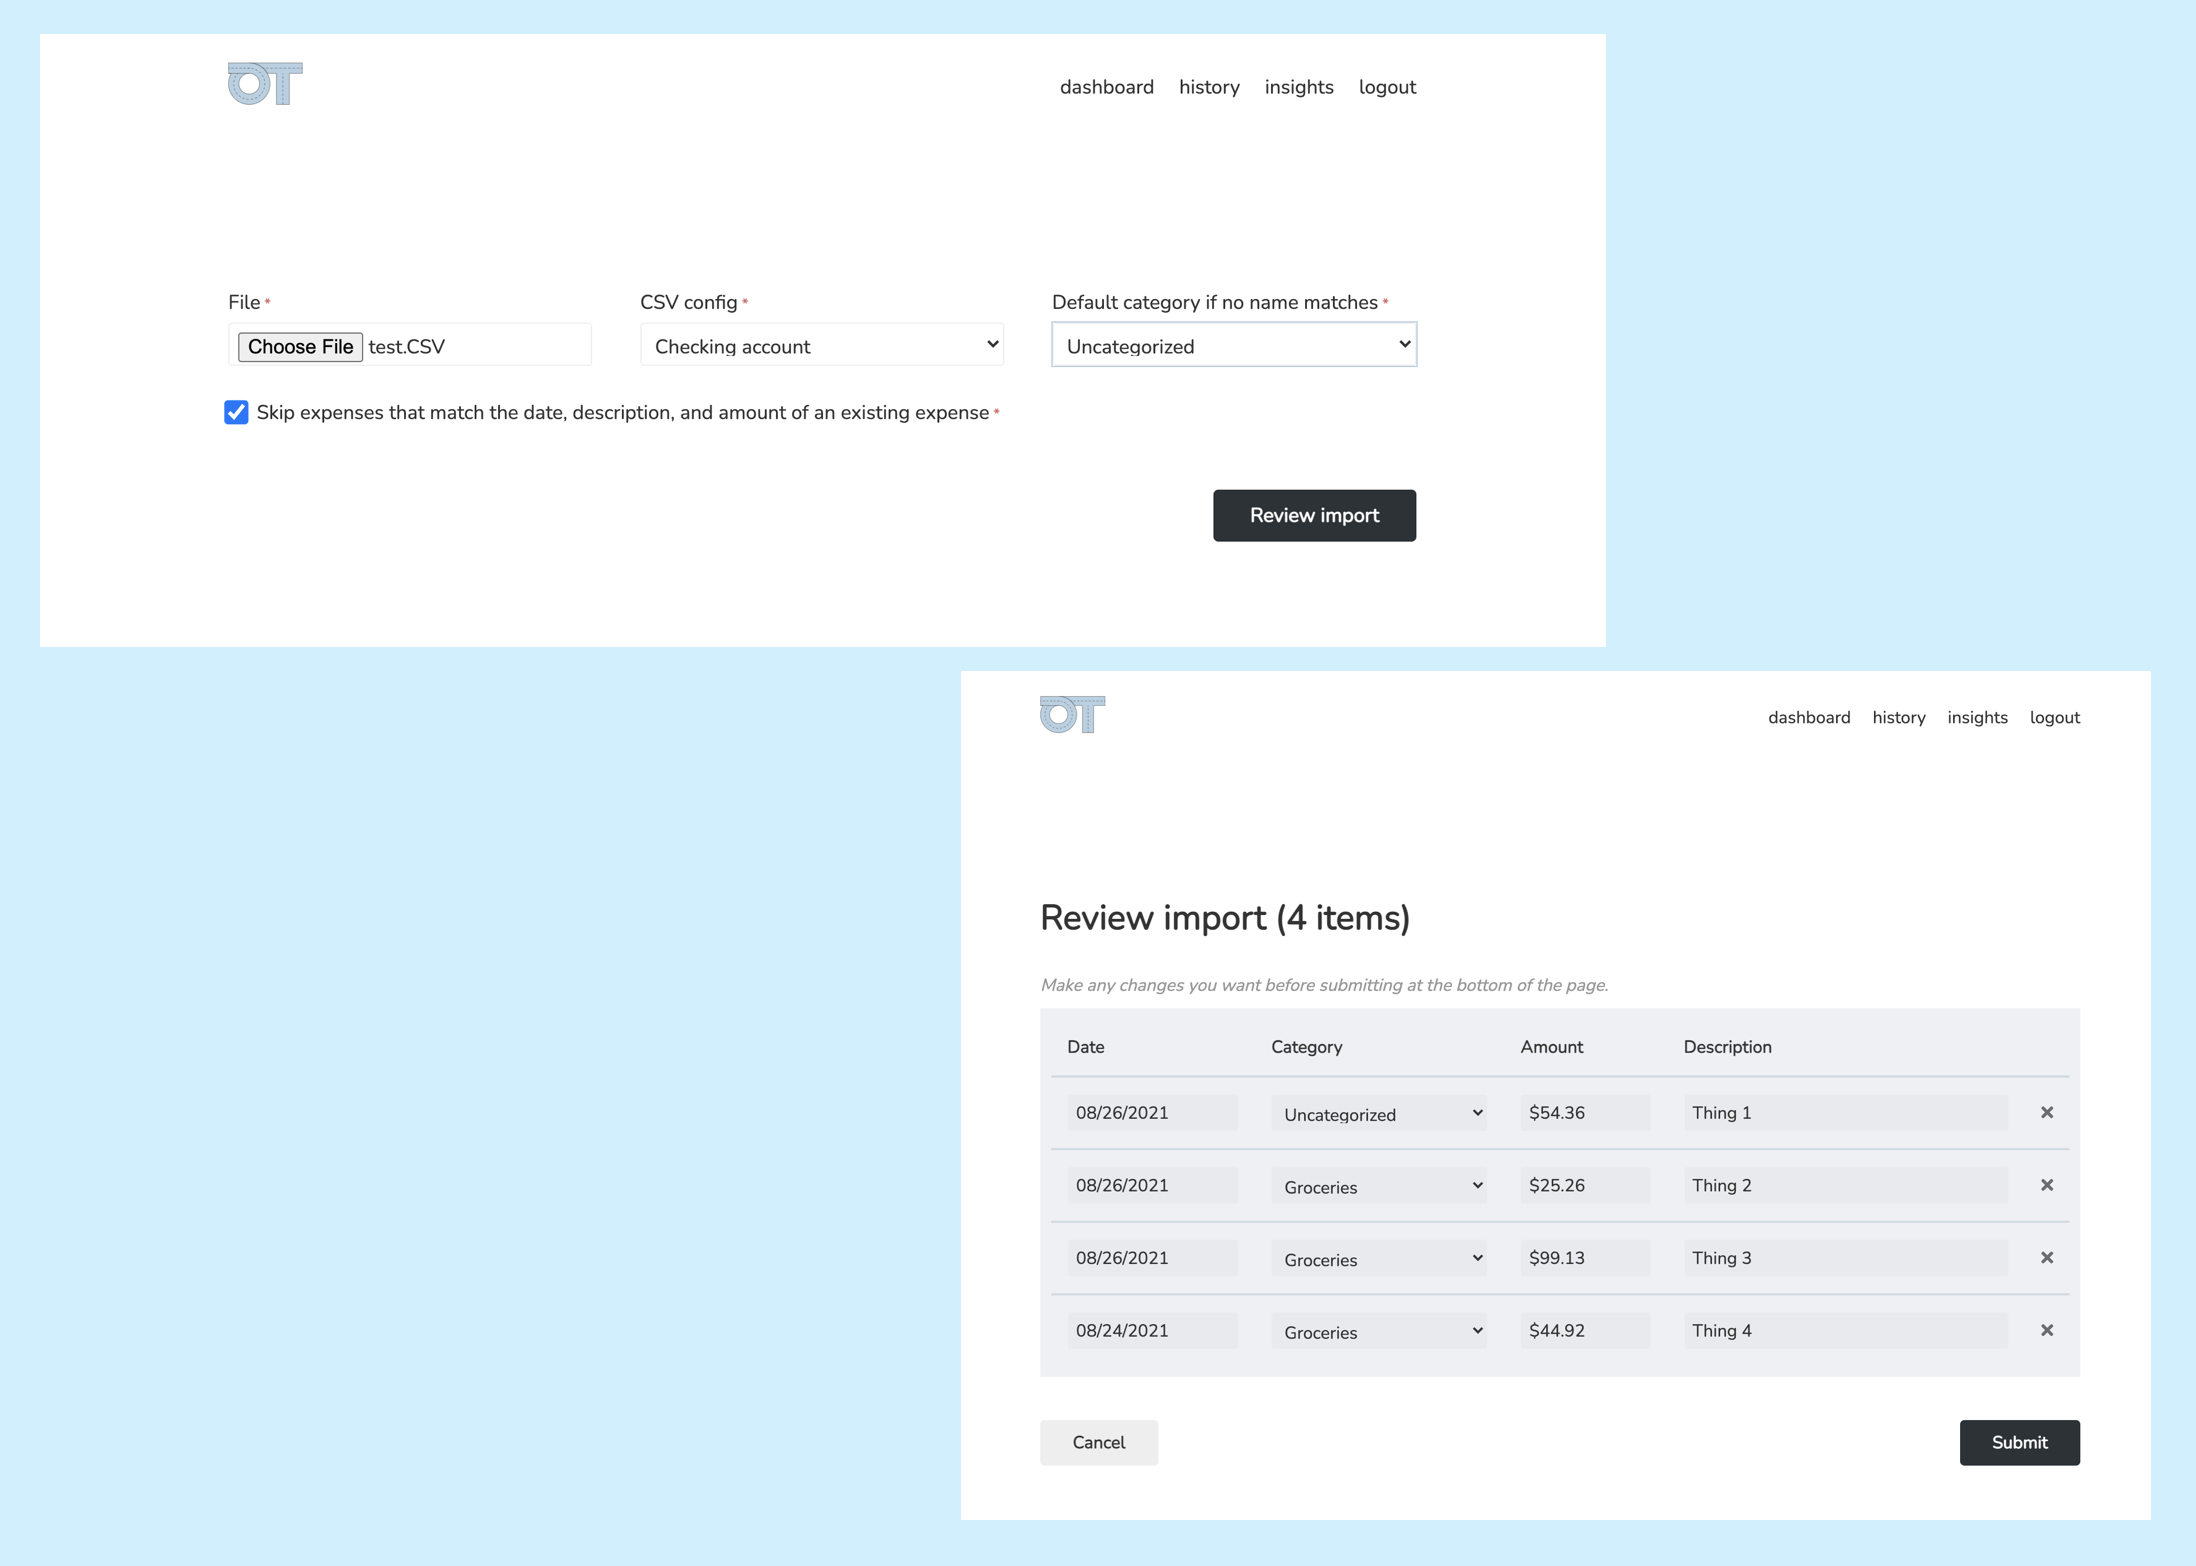 OT
dashboard history insights logout
File * CSV config * Default category if no name matches *
Choose File test.CSV Checking account Uncategorized
Skip expenses that match the date, description, and amount of an existing expense *
Review import
OT
dashboard history insights logout
Review import (4 items)
Make any changes you want before submitting at the bottom of the page.
Date Category Amount Description
08/26/2021 Uncategorized $54.36 Thing 1
08/26/2021 Groceries $25.26 Thing 2
08/26/2021 Groceries $99.13 Thing 3
08/24/2021 Groceries $44.92 Thing 4
Cancel Submit